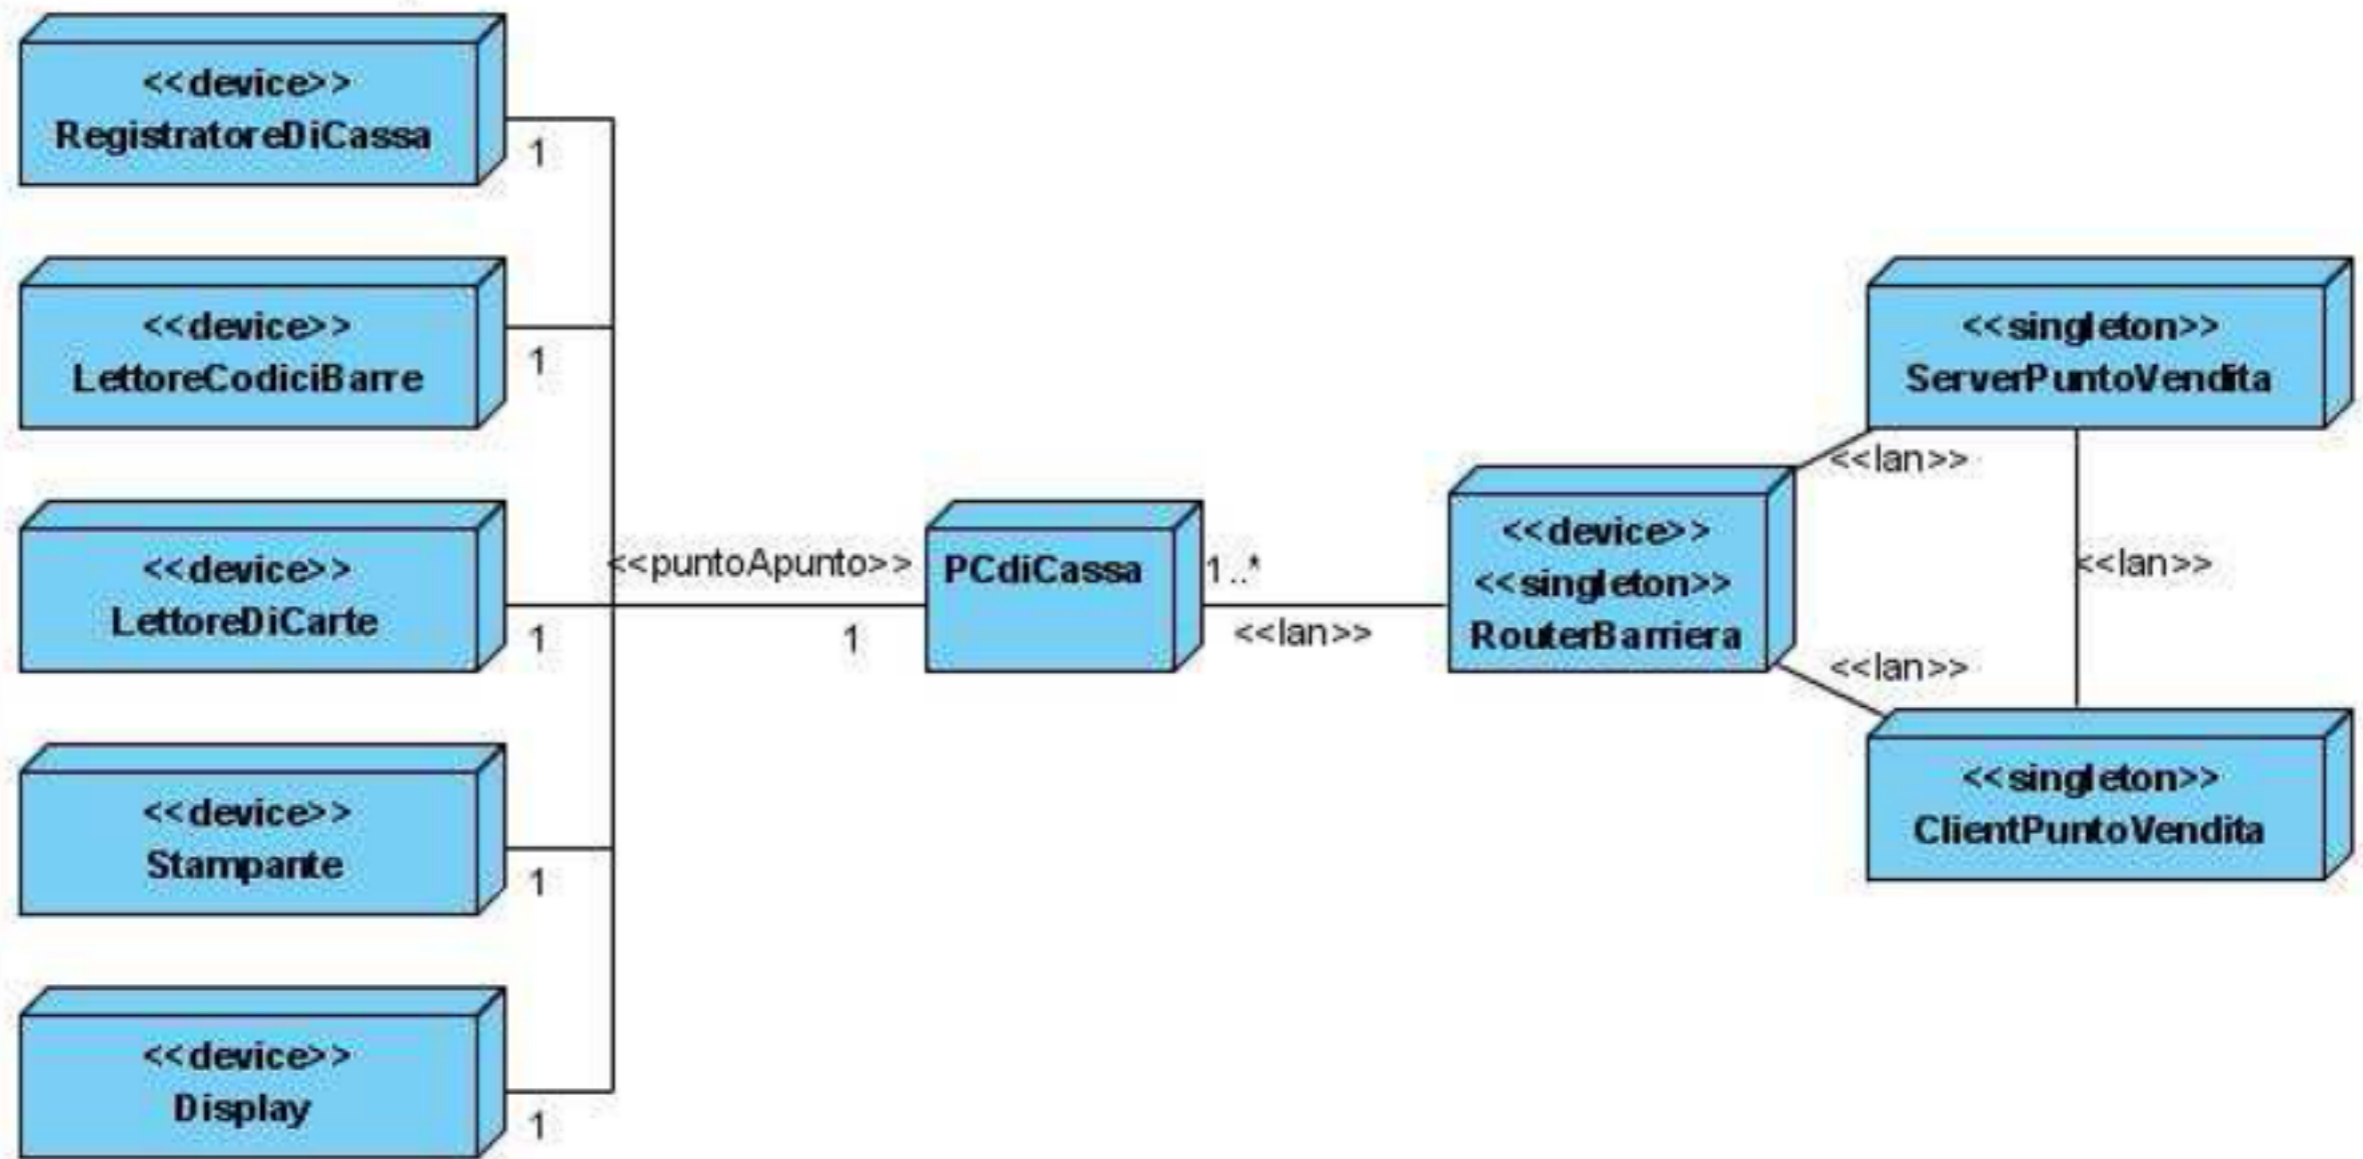 <<device>>
RegistratoreDiCassa
1
<<device>>
LettoreCodiciBarre
1
<<device>>
LettoreDiCarte
1
<<device>>
Stampante
1
<<device>>
Display
1
<<puntoApunto>>
1
PCdiCassa
1..*
<<lan>>
<<device>>
<<singleton>>
RouterBarriera
<<lan>>
<<lan>>
<<singleton>>
ServerPuntoVendita
<<lan>>
<<singleton>>
ClientPuntoVendita